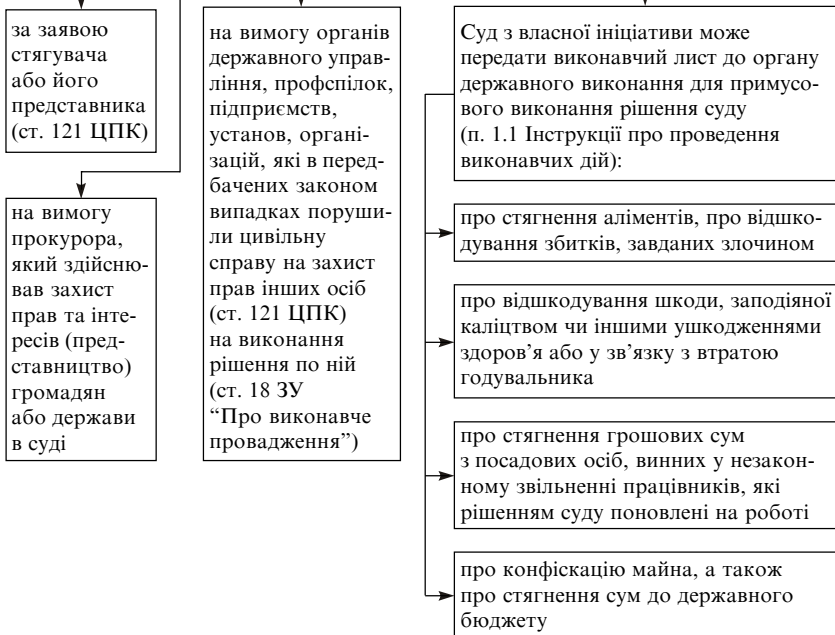 за заявою
стягувача
або його
представника
(ст. 121 ЦПК)
на вимогу
прокурора,
який здійсню-
вав захист
прав та інте-
ресів (пред-
ставництво)
громадян
або держави
в суді
на вимогу органів
державного управ-
ління, профспілок,
підприємств,
установ, органі-
зацій, які в перед-
бачених законом
випадках поруши-
ли цивільну
справу на захист
прав інших осіб
(ст. 121 ЦПК)
на виконання
рішення по ній
(ст. 18 ЗУ
“Про виконавче
провадження”)
Суд з власної ініціативи може
передати виконавчий лист до органу
державного виконання для примусо-
вого виконання рішення суду
(п. 1.1 Інструкції про проведення
виконавчих дій):
про стягнення аліментів, про відшко-
дування збитків, завданих злочином
про відшкодування шкоди, заподіяної
каліцтвом чи іншими ушкодженнями
здоров’я або у зв’язку з втратою
годувальника
про стягнення грошових сум
з посадових осіб, винних у незакон-
ному звільненні працівників, які
рішенням суду поновлені на роботі
про конфіскацію майна, а також
про стягнення сум до державного
бюджету